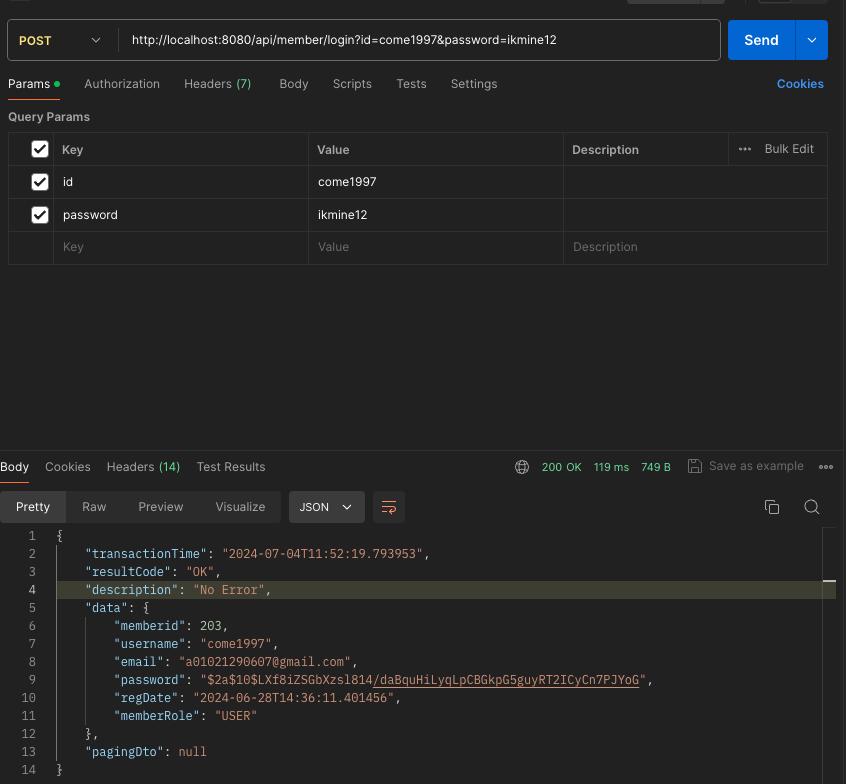 POST http://localhost:8080/api/member/login?id=come1997&password=ikmine12 Send
Params Authorization Headers (7) Body Scripts Tests Settings Cookies
Query Params
Key Value Description ••• Bulk Edit
id come1997
password ikmine12
Key Value Description
Body Cookies Headers (14) Test Results 200 OK 119 ms 749 B Save as example •••
Pretty Raw Preview Visualize JSON
1 {
2 "transactionTime": "2024-07-04T11:52:19.793953",
3 "resultCode": "OK",
4 "description": "No Error",
5 "data": {
6 "memberid": 203,
7 "username": "come1997",
8 "email": "a01021290607@gmail.com",
9 "password": "$2a$10$LXf8iZSGbXzsl814/daBquHiLyqLpCBGkpG5guyRT2ICyCn7PJYoG",
10 "regDate": "2024-06-28T14:36:11.401456",
11 "memberRole": "USER"
12 },
13 "pagingDto": null
14 }